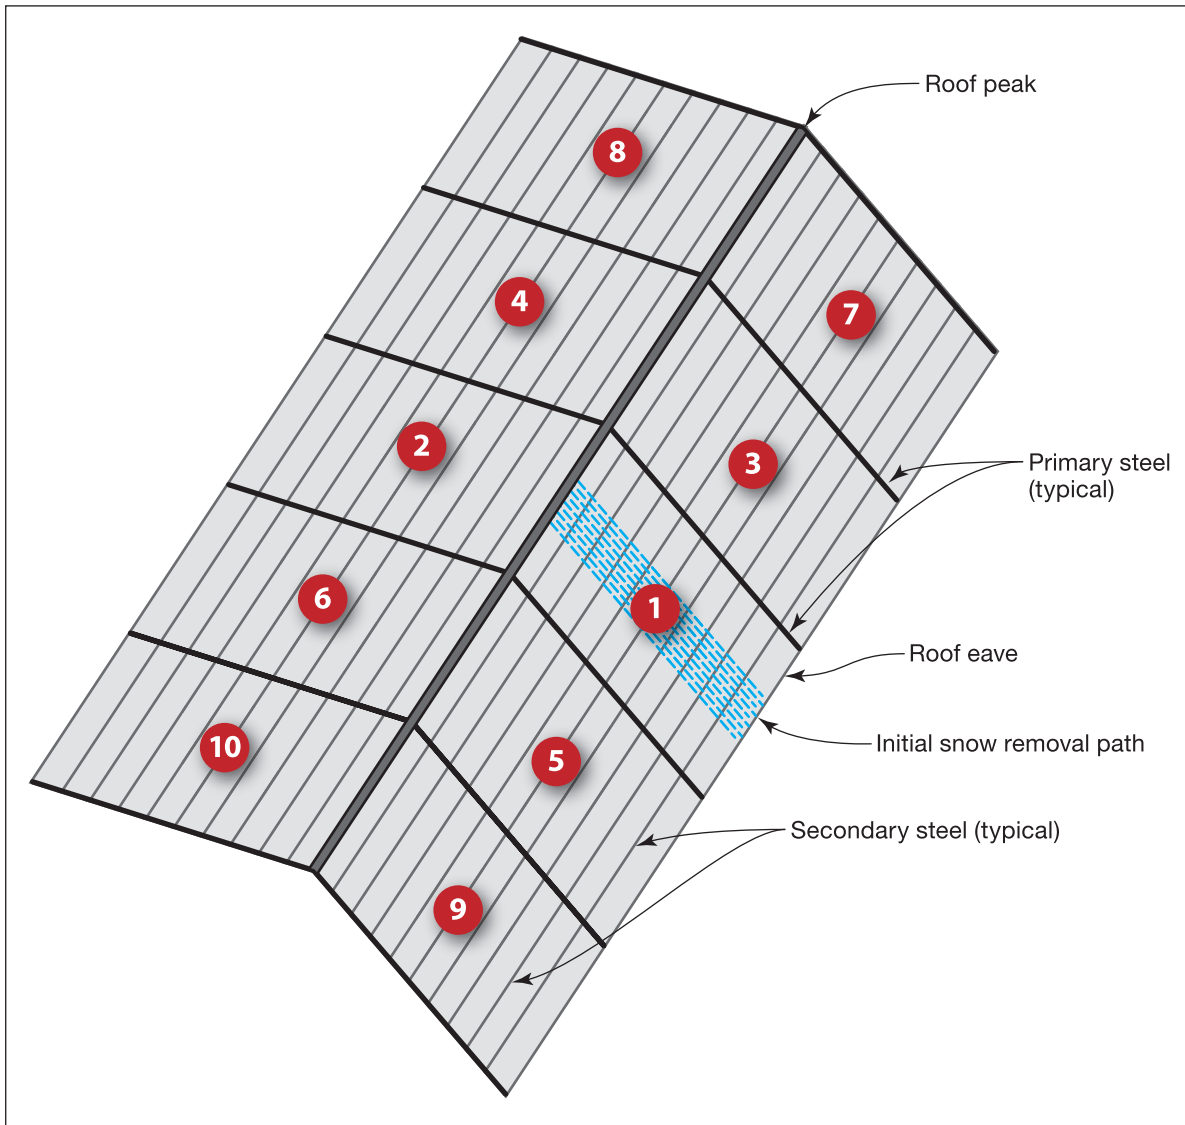 Roof peak
8
4
7
2
3
Primary steel
(typical)
6
1
Roof eave
Initial snow removal path
10
5
Secondary steel (typical)
9